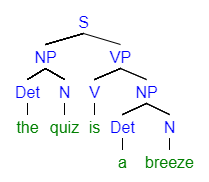 S
NP VP
Det N V NP
the quiz is Det N
a breeze